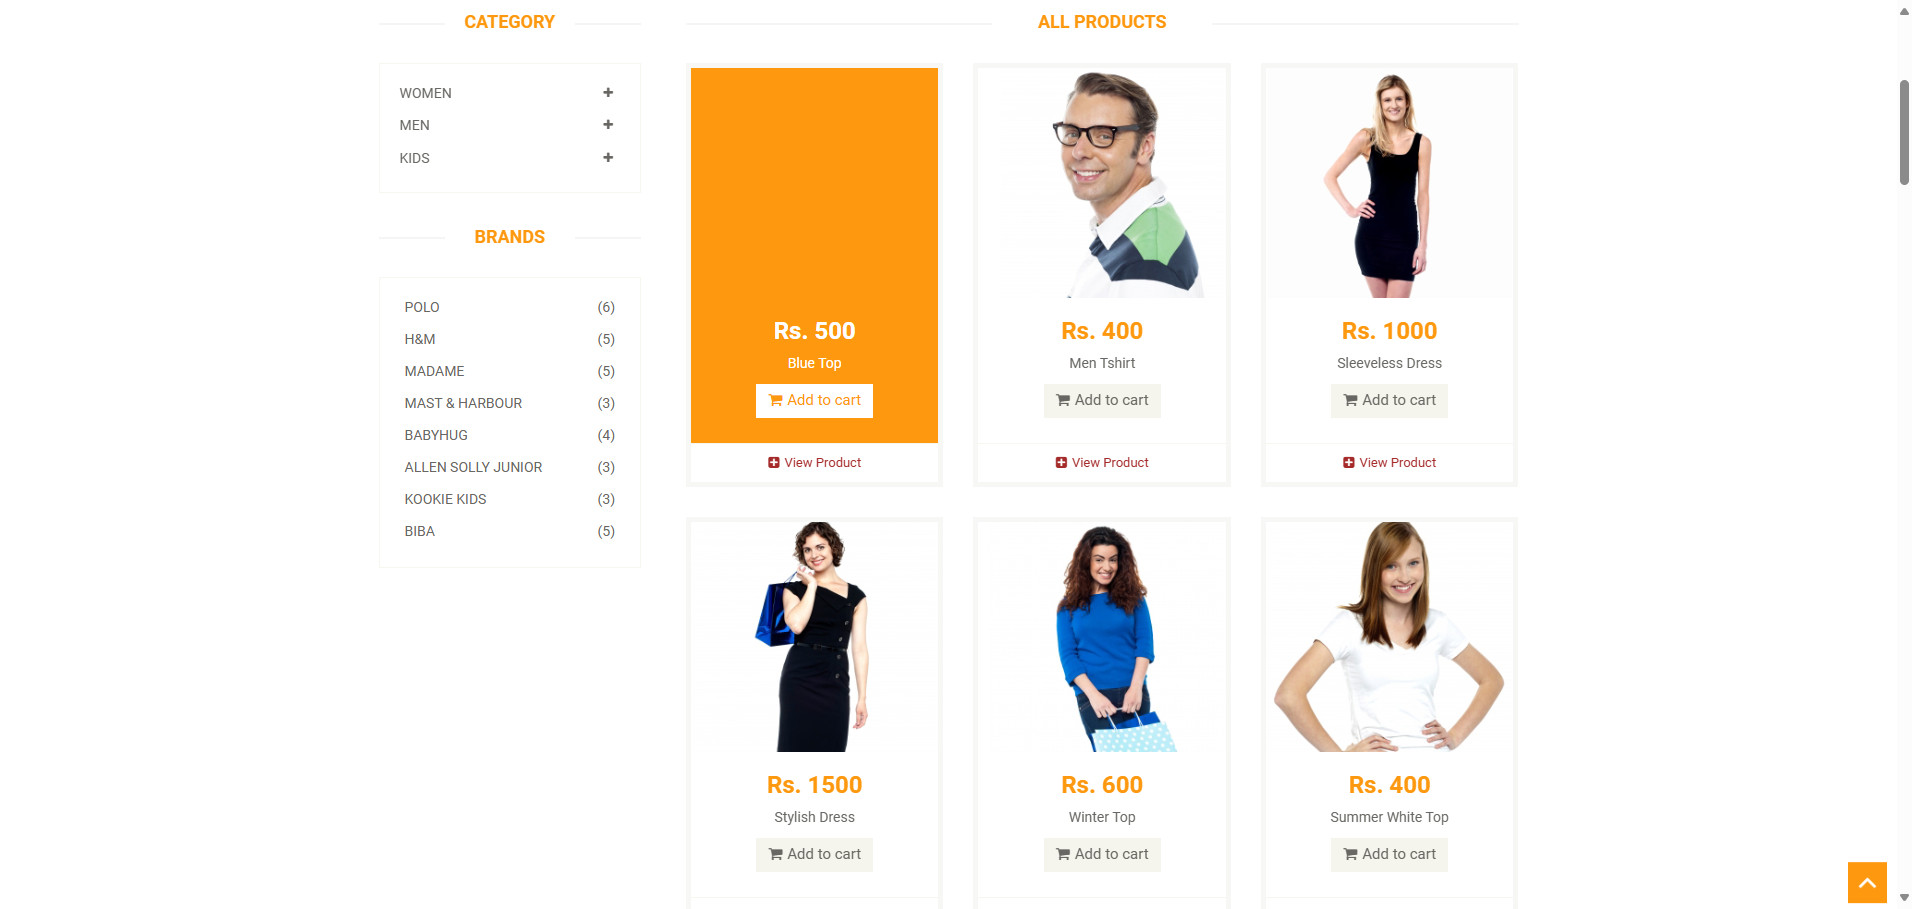 CATEGORY
WOMEN
MEN
KIDS
BRANDS
POLO (6)
H&M (5)
MADAME (5)
MAST & HARBOUR (3)
BABYHUG (4)
ALLEN SOLLY JUNIOR (3)
KOOKIE KIDS (3)
BIBA (5)
ALL PRODUCTS
Rs. 500
Blue Top
Add to cart
View Product
Rs. 400
Men Tshirt
Add to cart
View Product
Rs. 1000
Sleeveless Dress
Add to cart
View Product
Rs. 1500
Stylish Dress
Add to cart
Rs. 600
Winter Top
Add to cart
Rs. 400
Summer White Top
Add to cart